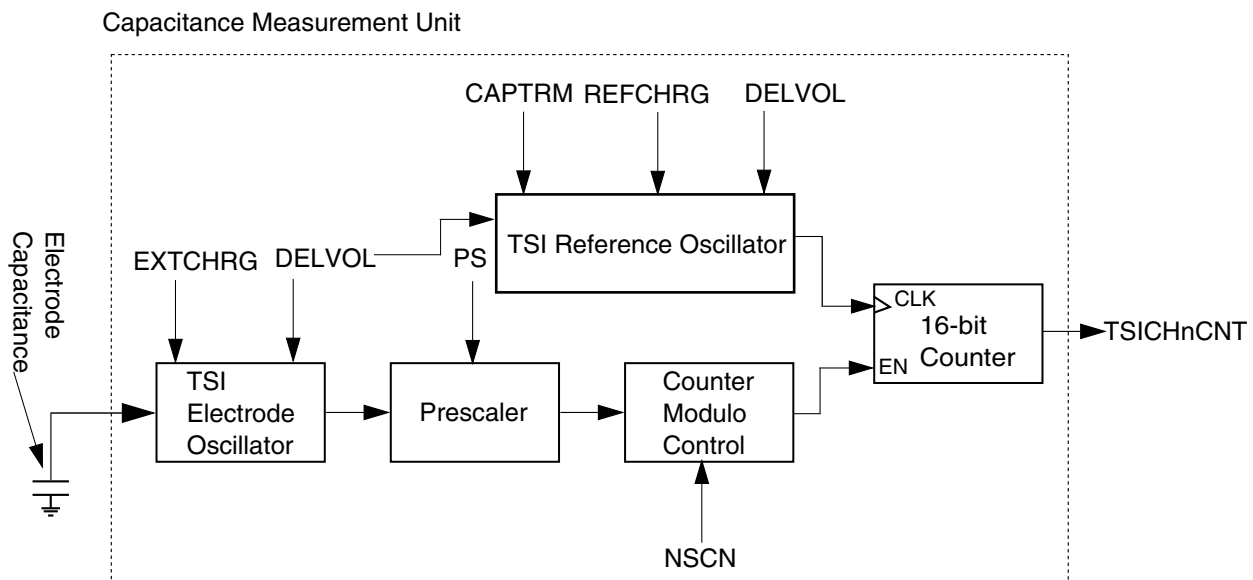 Capacitance Measurement Unit
CAPTRM REFCHRG DELVOL
TSI Reference Oscillator
Electrode
Capacitance
EXTCHRG DELVOL PS
CLK
16-bit
Counter
EN
TSICHnCNT
TSI
Electrode
Oscillator
Prescaler
Counter
Modulo
Control
NSCN